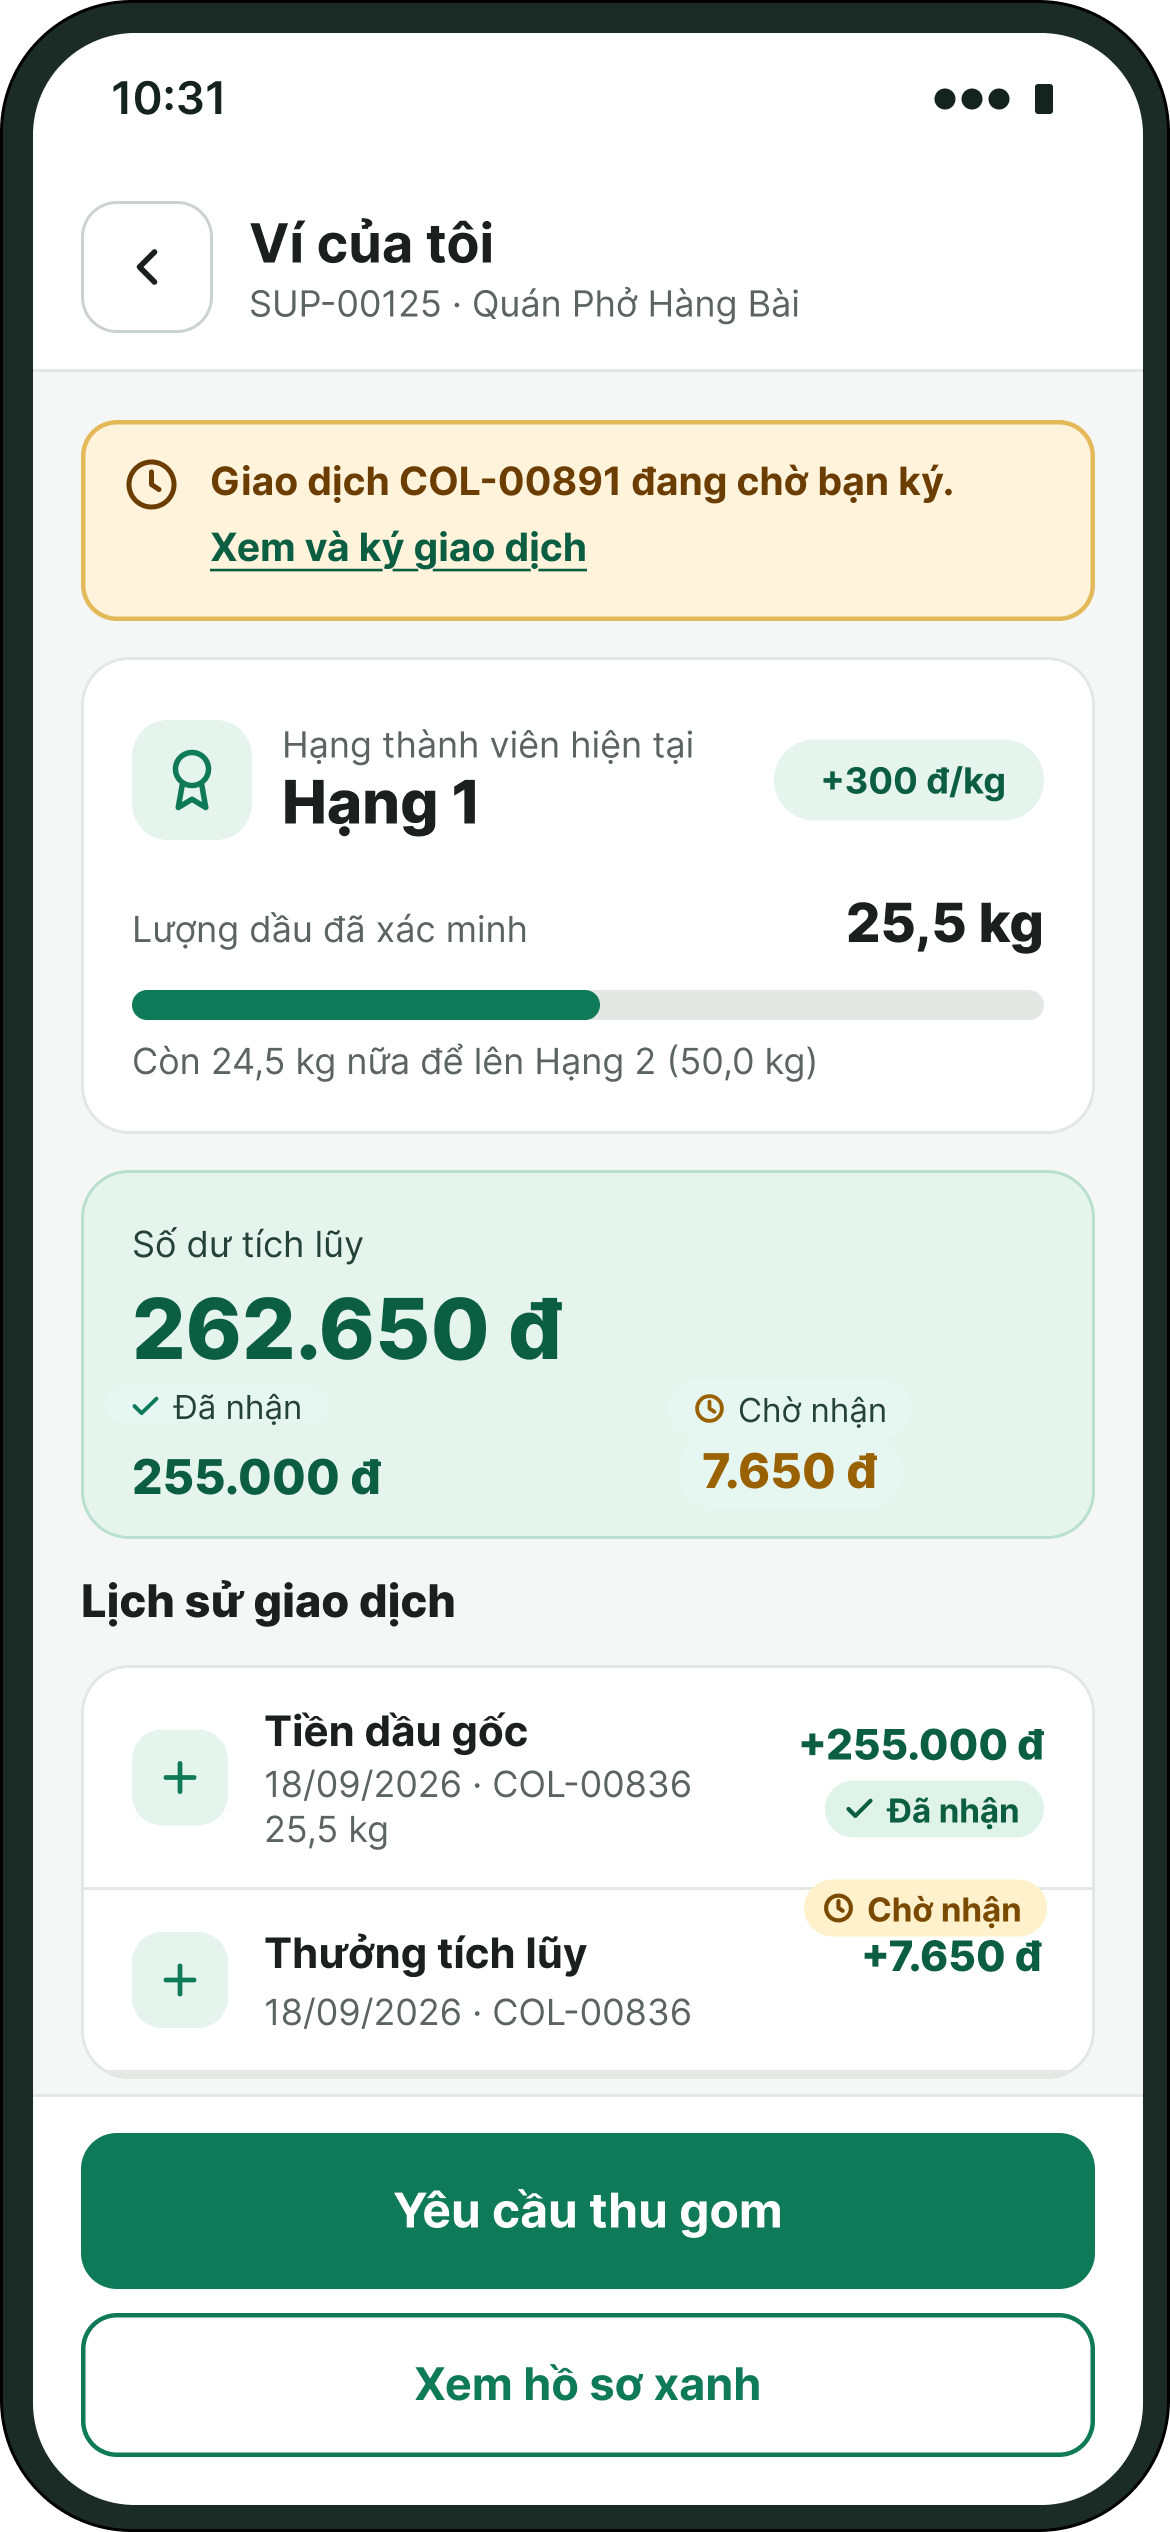 10:31
Ví của tôi
SUP-00125 · Quán Phở Hàng Bài
Giao dịch COL-00891 đang chờ bạn ký.
Xem và ký giao dịch
Hạng thành viên hiện tại
Hạng 1
+300 đ/kg
Lượng dầu đã xác minh
25,5 kg
Còn 24,5 kg nữa để lên Hạng 2 (50,0 kg)
Số dư tích lũy
262.650 đ
Đã nhận
Chờ nhận
255.000 đ
7.650 đ
Lịch sử giao dịch
Tiền dầu gốc
+255.000 đ
18/09/2026 · COL-00836
25,5 kg
Đã nhận
Chờ nhận
Thưởng tích lũy
+7.650 đ
18/09/2026 · COL-00836
Yêu cầu thu gom
Xem hồ sơ xanh